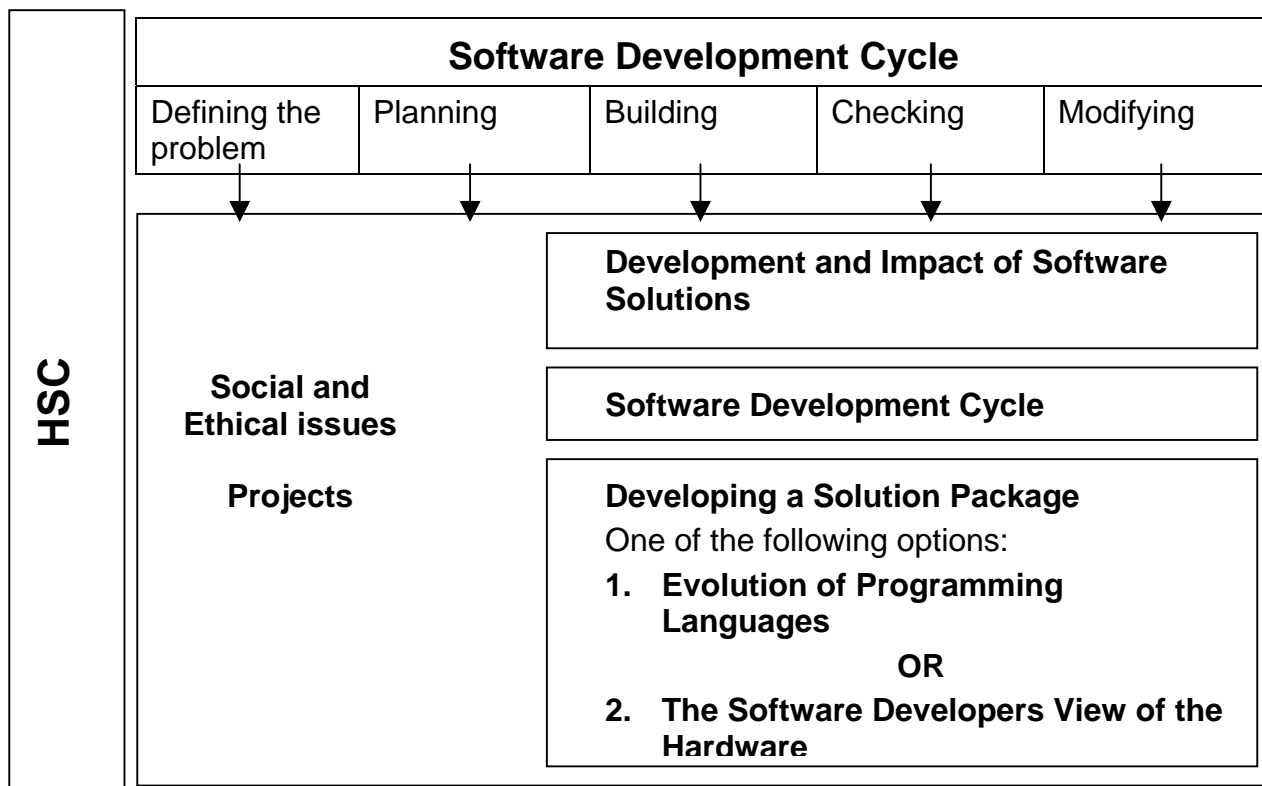 HSC
Software Development Cycle
Defining the
problem
Planning
Building
Checking
Modifying
Social and
Ethical issues
Projects
Development and Impact of Software
Solutions
Software Development Cycle
Developing a Solution Package
One of the following options:
1. Evolution of Programming
Languages
OR
2. The Software Developers View of the
Hardware